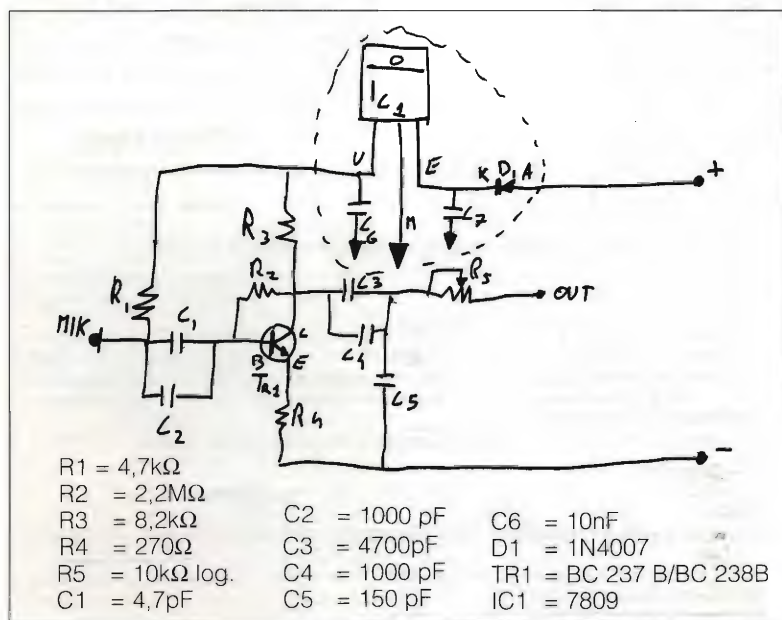 O
IC1
U
E
K D1 A
+
C6
M
C7
R3
R2
C3
R5
OUT
R1
C1
MIK
C4
B
C
E
TR1
C5
C2
R4
-
R1 = 4,7kΩ
R2 = 2,2MΩ
R3 = 8,2kΩ
R4 = 270Ω
R5 = 10kΩ log.
C1 = 4,7pF
C2 = 1000 pF
C3 = 4700pF
C4 = 1000 pF
C5 = 150 pF
C6 = 10nF
D1 = 1N4007
TR1 = BC 237 B/BC 238B
IC1 = 7809